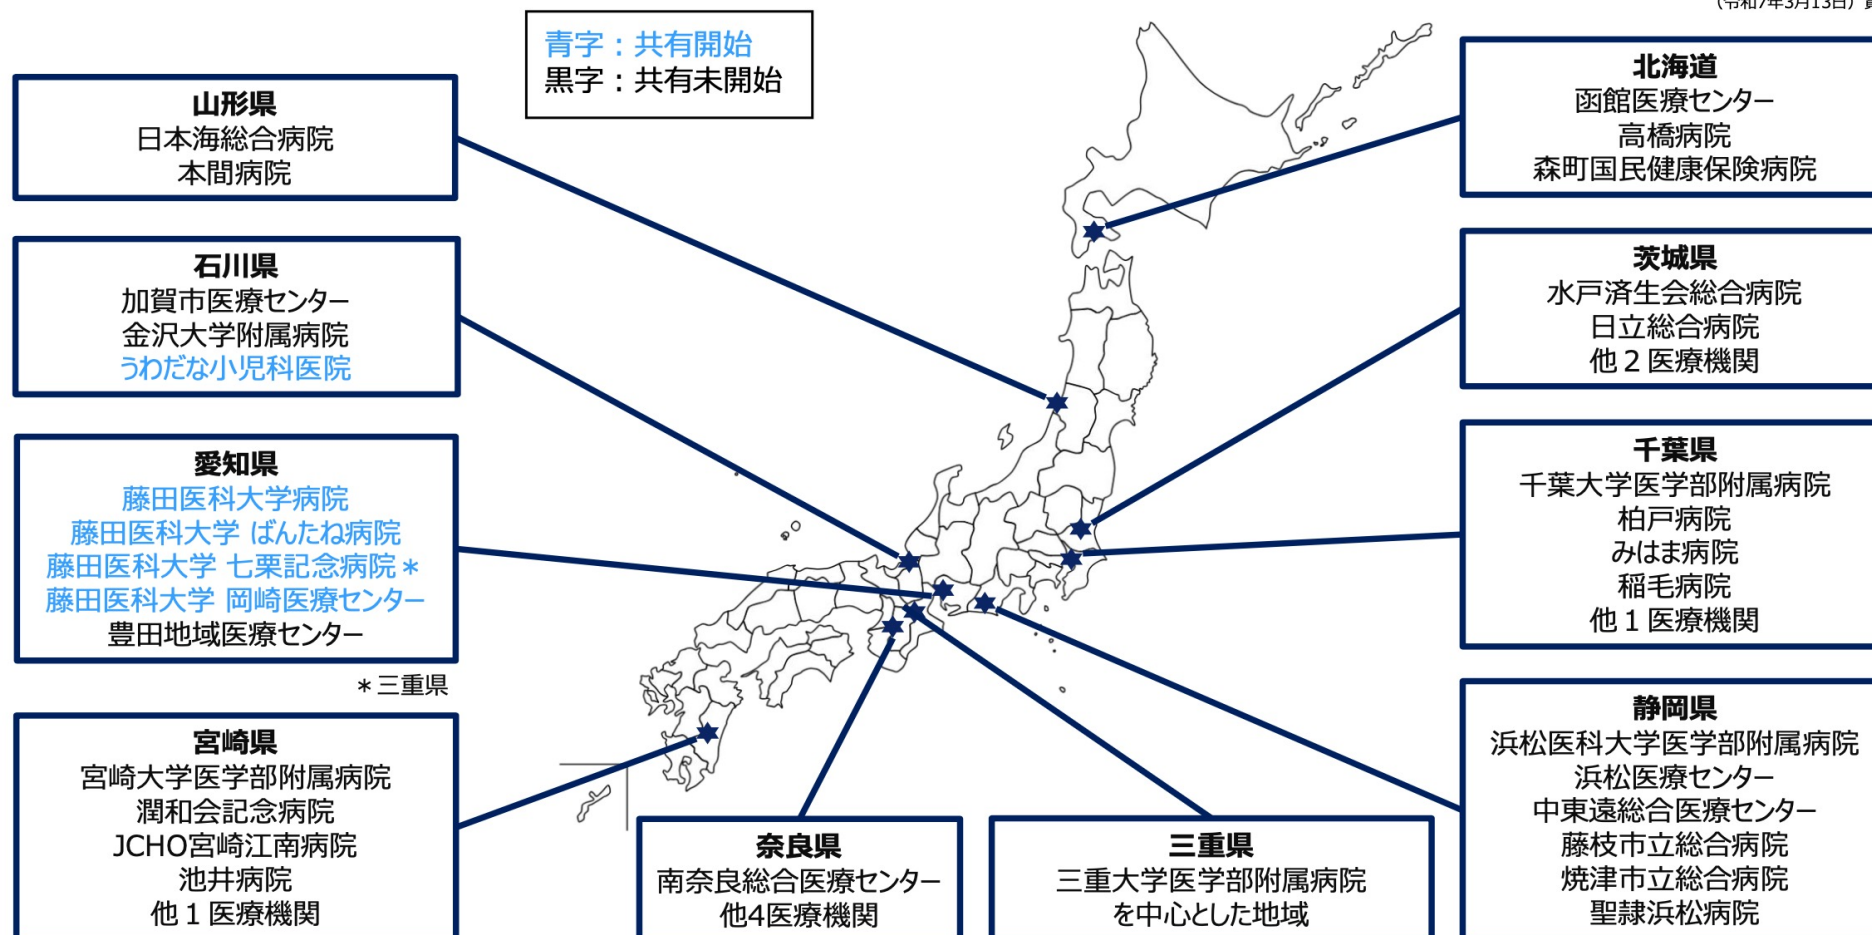 （令和7年3月13日）
青字：共有開始
黒字：共有未開始
山形県
日本海総合病院
本間病院
石川県
加賀市医療センター
金沢大学附属病院
うわだな小児科医院
愛知県
藤田医科大学病院
藤田医科大学 ばんたね病院
藤田医科大学 七栗記念病院＊
藤田医科大学 岡崎医療センター
豊田地域医療センター
＊三重県
宮崎県
宮崎大学医学部附属病院
潤和会記念病院
JCHO宮崎江南病院
池井病院
他１医療機関
奈良県
南奈良総合医療センター
他4医療機関
三重県
三重大学医学部附属病院
を中心とした地域
北海道
函館医療センター
高橋病院
森町国民健康保険病院
茨城県
水戸済生会総合病院
日立総合病院
他２医療機関
千葉県
千葉大学医学部附属病院
柏戸病院
みはま病院
稲毛病院
他１医療機関
静岡県
浜松医科大学医学部附属病院
浜松医療センター
中東遠総合医療センター
藤枝市立総合病院
焼津市立総合病院
聖隷浜松病院